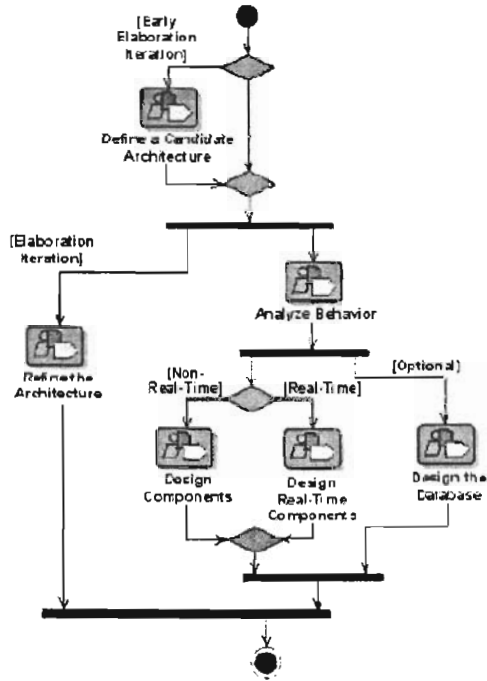 [Early
Elaboration
Iteration]
Define a Candidate
Architecture
[Elaboration
Iteration]
Analyze Behavior
Refine the
Architecture
[Non-
Real-Time]
[Real-Time]
[Optional]
Design
Components
Design
Real-Time
Components
Design the
Database